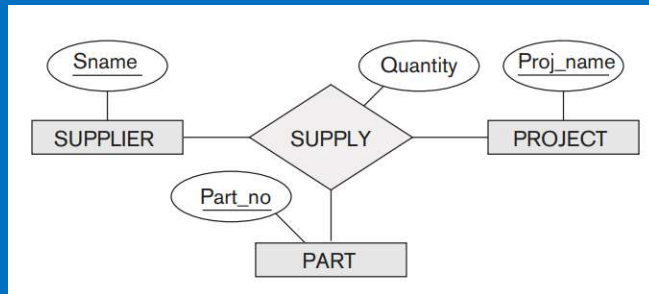 Sname
Quantity
Proj_name
SUPPLIER
SUPPLY
PROJECT
Part_no
PART